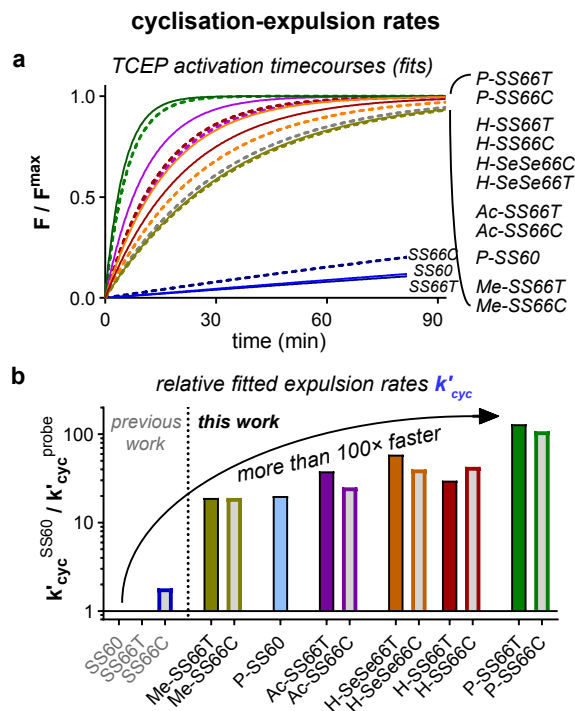 cyclisation-expulsion rates
a
TCEP activation timecourses (fits)
F / Fmax
1.0
0.5
0.0
0
30
60
90
time (min)
SS66C
SS60
SS66T
P-SS66T
P-SS66C
H-SS66T
H-SS66C
H-SeSe66C
H-SeSe66T
Ac-SS66T
Ac-SS66C
P-SS60
Me-SS66T
Me-SS66C
b
relative fitted expulsion rates k'cyc
k'cyc SS60 / k'cyc probe
100
10
1
previous
work
this work
more than 100× faster
SS60
SS66T
SS66C
Me-SS66T
Me-SS66C
P-SS60
Ac-SS66T
Ac-SS66C
H-SeSe66T
H-SeSe66C
H-SS66T
H-SS66C
P-SS66T
P-SS66C